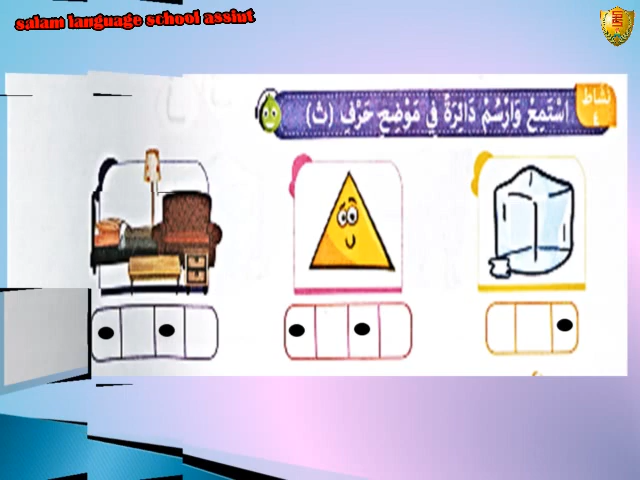 salam language school assiut
نشاط
٤
اسْتَمِعْ وَارْسُمْ دَائِرَةً فِي مَوْضِعِ حَرْفِ (ث)